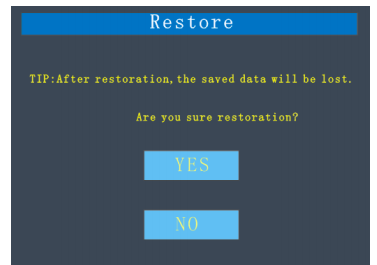 Restore
TIP:After restoration,the saved data will be lost.
Are you sure restoration?
YES
NO